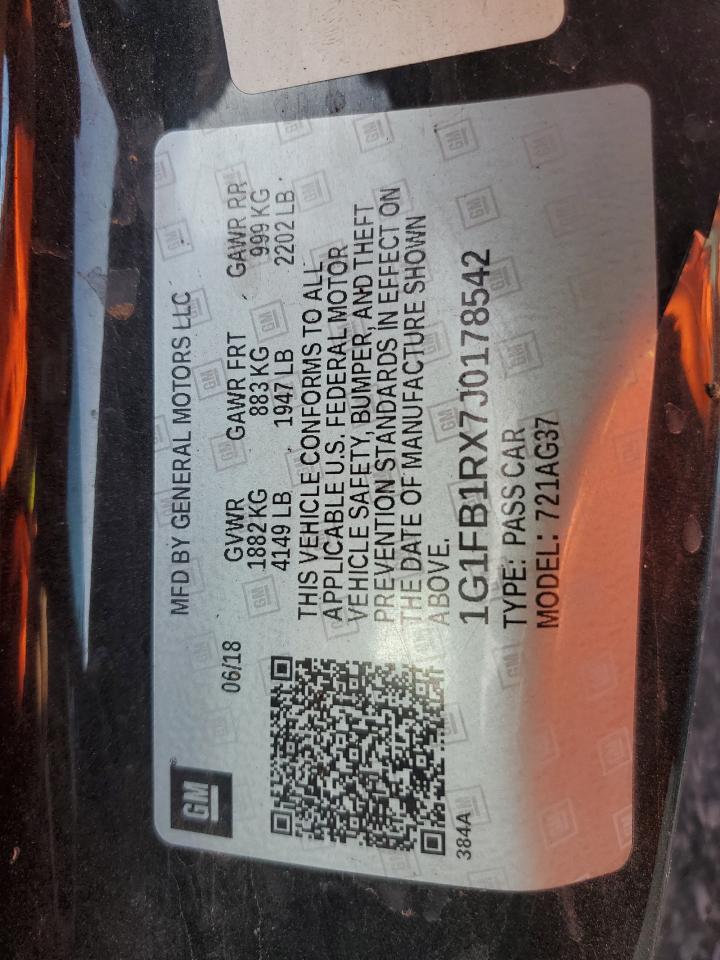 GM
MFD BY GENERAL MOTORS LLC
06/18
GVWR GAWR FRT GAWR RR
1882 KG 883 KG 999 KG
4149 LB 1947 LB 2202 LB
THIS VEHICLE CONFORMS TO ALL
APPLICABLE U.S. FEDERAL MOTOR
VEHICLE SAFETY, BUMPER, AND THEFT
PREVENTION STANDARDS IN EFFECT ON
THE DATE OF MANUFACTURE SHOWN
ABOVE.
1G1FB1RX7J0178542
TYPE: PASS CAR
MODEL: 721AG37
384A